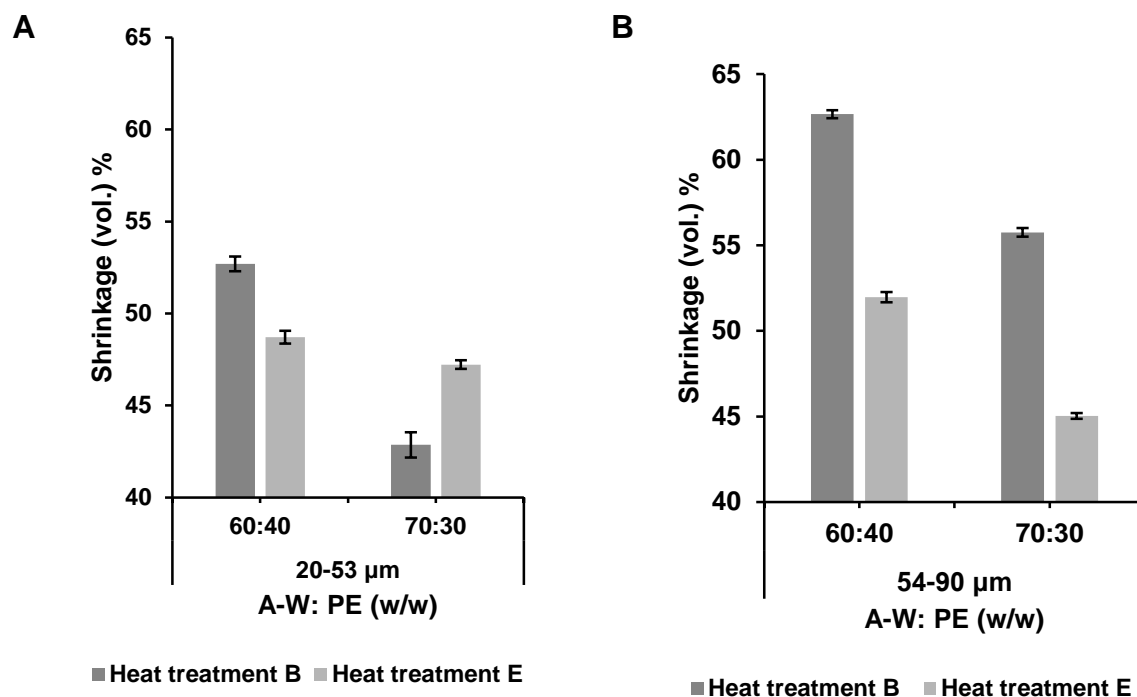 A
Shrinkage (vol.) %
65
60
55
50
45
40
60:40 70:30
20-53 µm
A-W: PE (w/w)
Heat treatment B Heat treatment E
B
Shrinkage (vol.) %
65
60
55
50
45
40
60:40 70:30
54-90 µm
A-W: PE (w/w)
Heat treatment B Heat treatment E